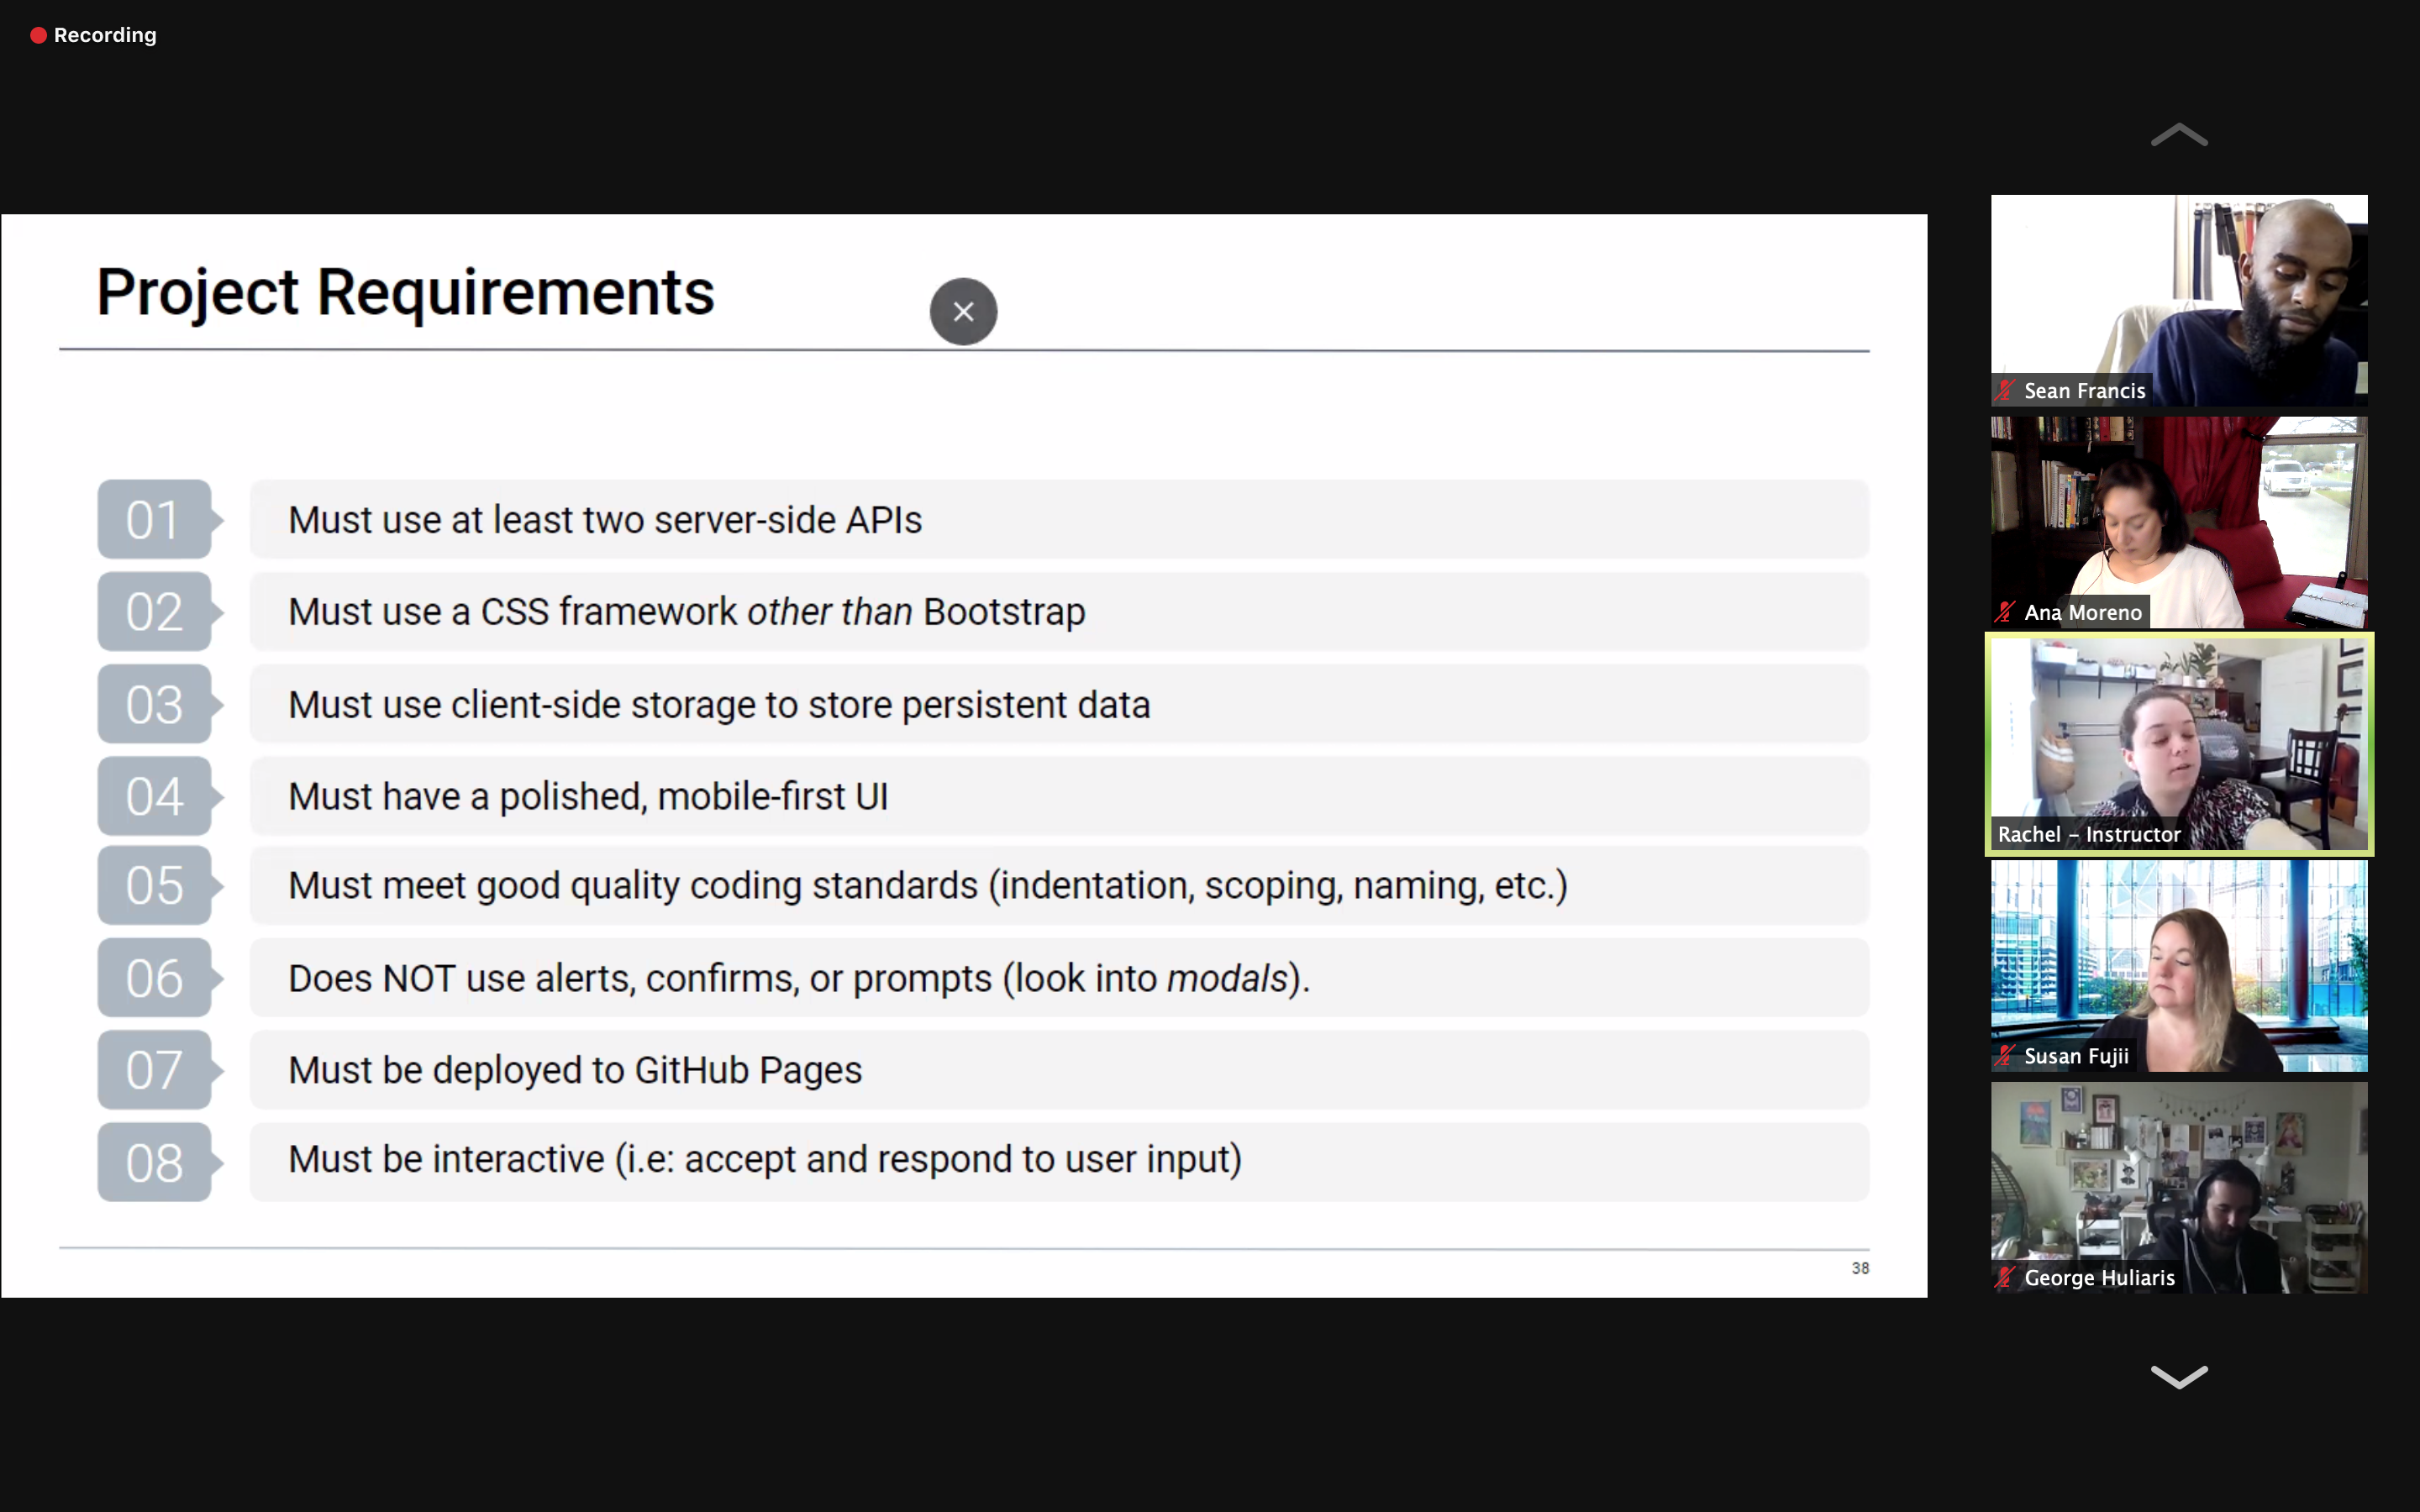 Recording
Project Requirements
01 Must use at least two server-side APIs
02 Must use a CSS framework other than Bootstrap
03 Must use client-side storage to store persistent data
04 Must have a polished, mobile-first UI
05 Must meet good quality coding standards (indentation, scoping, naming, etc.)
06 Does NOT use alerts, confirms, or prompts (look into modals).
07 Must be deployed to GitHub Pages
08 Must be interactive (i.e: accept and respond to user input)
38
Sean Francis
Ana Moreno
Rachel – Instructor
Susan Fujii
George Huliaris